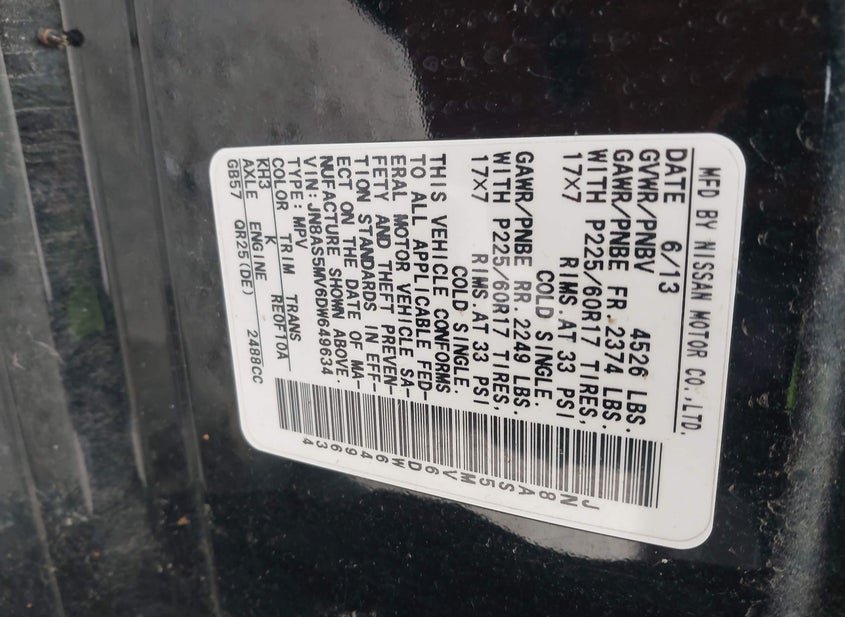 MFD BY NISSAN MOTOR CO.,LTD.
DATE 6/13
GVWR/PNBV 4526 LBS.
GAWR/PNBE FR.2374 LBS.
WITH P225/60R17 TIRES,
17X7 RIMS.AT 33 PSI
COLD SINGLE.
GAWR/PNBE RR.2249 LBS.
WITH P225/60R17 TIRES,
17X7 RIMS.AT 33 PSI
COLD SINGLE.
THIS VEHICLE CONFORMS
TO ALL APPLICABLE FED-
ERAL MOTOR VEHICLE SA-
FETY AND THEFT PREVEN-
TION STANDARDS IN EFF-
ECT ON THE DATE OF MA-
NUFACTURE SHOWN ABOVE.
VIN:JN8AS5MV6DW649634
TYPE:MPV
COLOR TRIM TRANS
KH3 K RE0F10A
AXLE ENGINE
GB57 QR25(DE) 2488CC
JN8AS5MV6DW649634